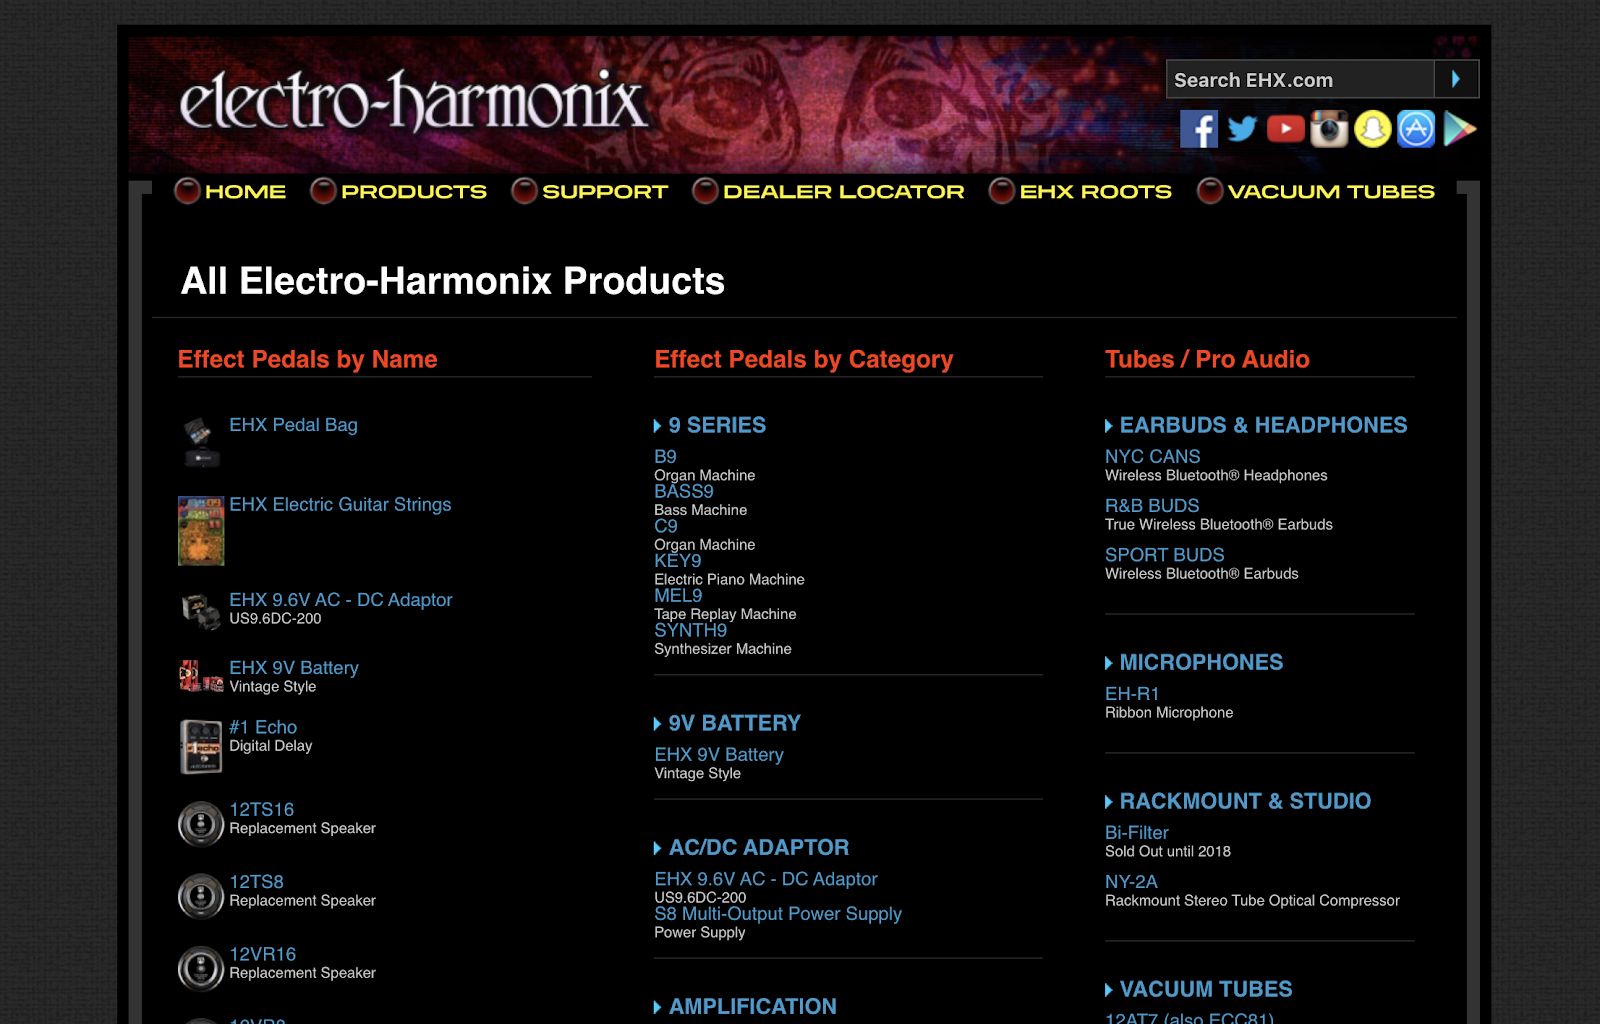 electro-harmonix
Search EHX.com
HOME PRODUCTS SUPPORT DEALER LOCATOR EHX ROOTS VACUUM TUBES
All Electro-Harmonix Products
Effect Pedals by Name
EHX Pedal Bag
EHX Electric Guitar Strings
EHX 9.6V AC - DC Adaptor
US9.6DC-200
EHX 9V Battery
Vintage Style
#1 Echo
Digital Delay
12TS16
Replacement Speaker
12TS8
Replacement Speaker
12VR16
Replacement Speaker
12VR8
Effect Pedals by Category
9 SERIES
B9
Organ Machine
BASS9
Bass Machine
C9
Organ Machine
KEY9
Electric Piano Machine
MEL9
Tape Replay Machine
SYNTH9
Synthesizer Machine
9V BATTERY
EHX 9V Battery
Vintage Style
AC/DC ADAPTOR
EHX 9.6V AC - DC Adaptor
US9.6DC-200
S8 Multi-Output Power Supply
Power Supply
AMPLIFICATION
Tubes / Pro Audio
EARBUDS & HEADPHONES
NYC CANS
Wireless Bluetooth® Headphones
R&B BUDS
True Wireless Bluetooth® Earbuds
SPORT BUDS
Wireless Bluetooth® Earbuds
MICROPHONES
EH-R1
Ribbon Microphone
RACKMOUNT & STUDIO
Bi-Filter
Sold Out until 2018
NY-2A
Rackmount Stereo Tube Optical Compressor
VACUUM TUBES
12AT7 (also ECC81)